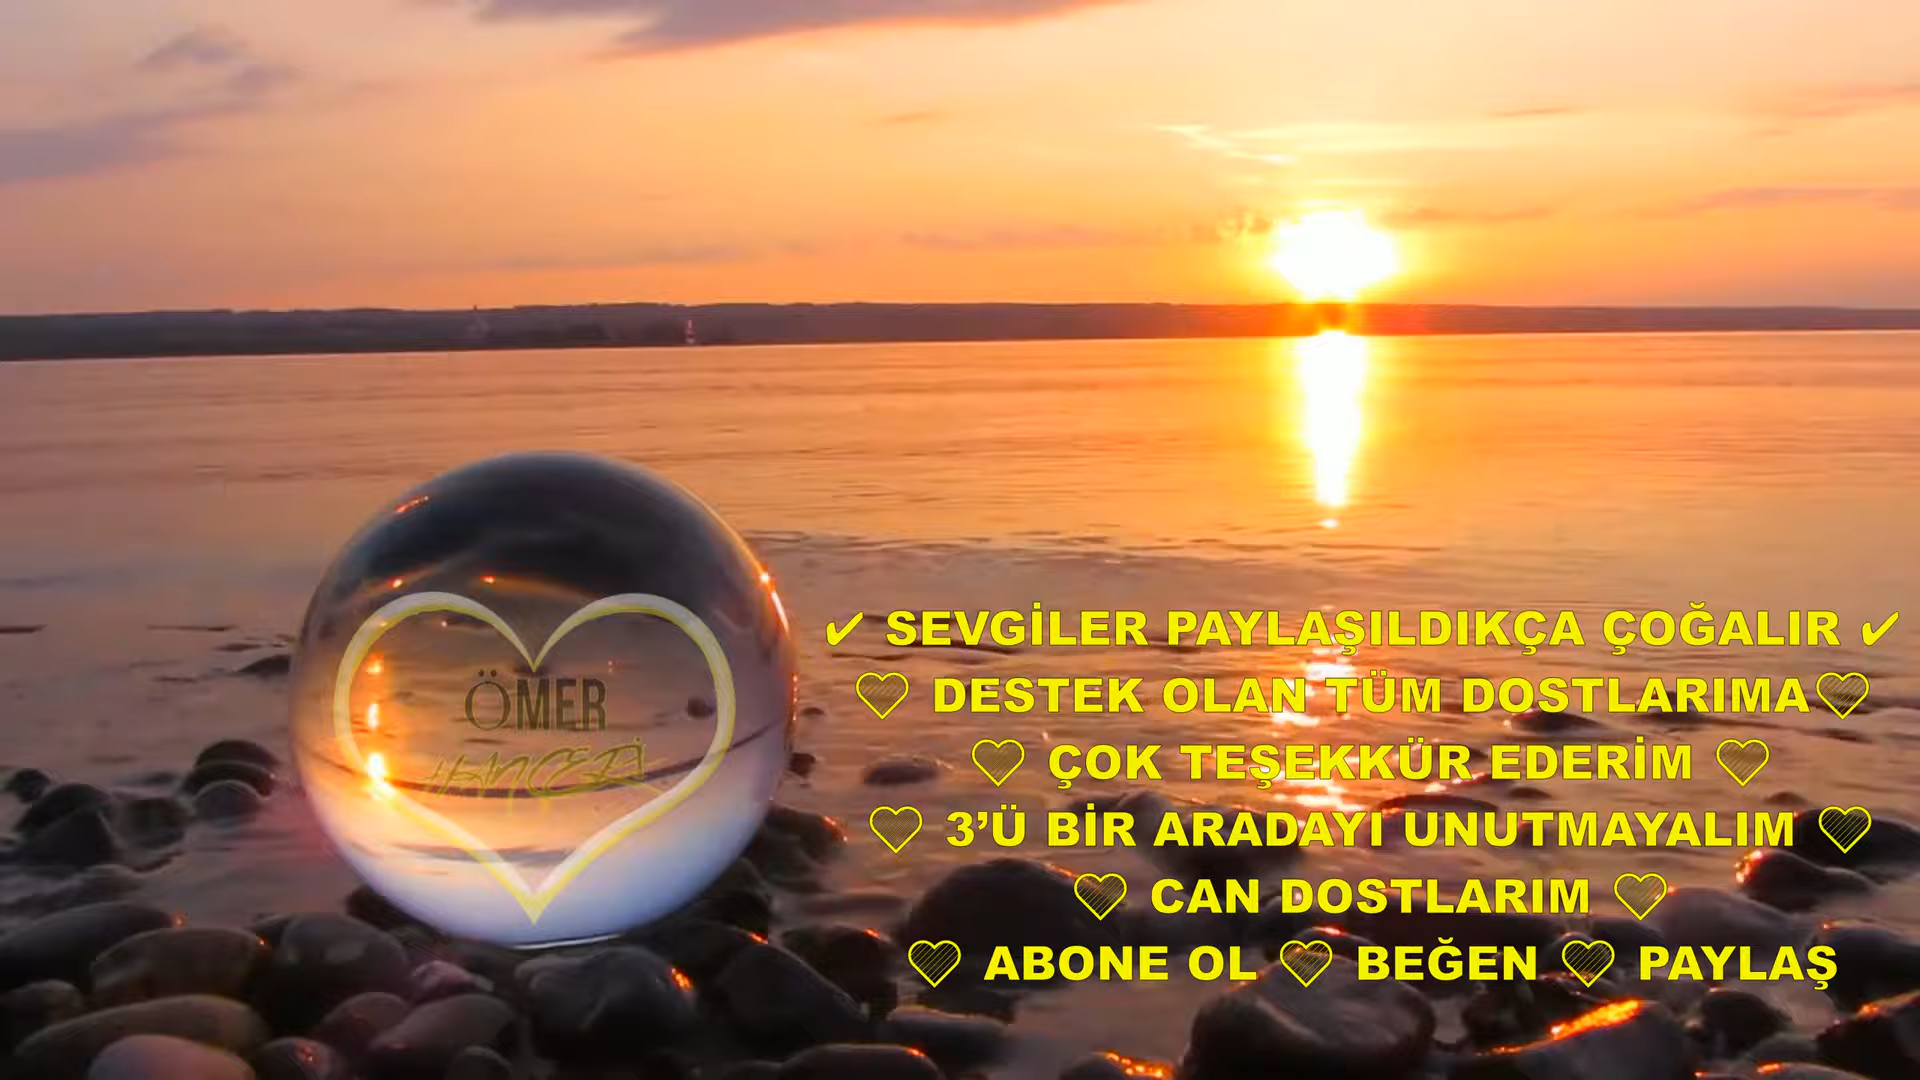 ÖMER
HANÇERİ
✓ SEVGİLER PAYLAŞILDIKÇA ÇOĞALIR ✓
♡ DESTEK OLAN TÜM DOSTLARIMA♡
♡ ÇOK TEŞEKKÜR EDERİM ♡
♡ 3’Ü BİR ARADAYI UNUTMAYALIM ♡
♡ CAN DOSTLARIM ♡
♡ ABONE OL ♡ BEĞEN ♡ PAYLAŞ